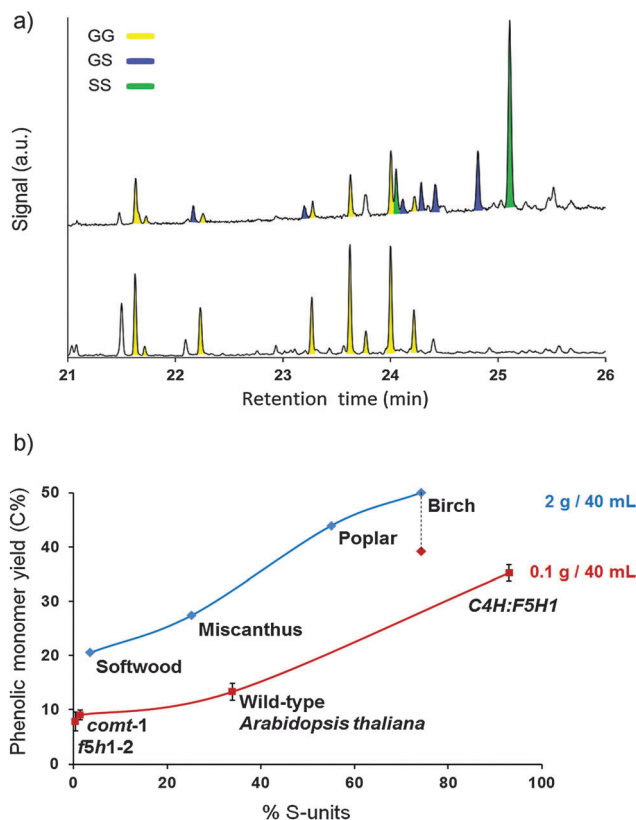 a)
GG
GS
SS
Signal (a.u.)
21 22 23 24 25 26
Retention time (min)
b)
Phenolic monomer yield (C%)
50
40
30
20
10
0
Birch
Poplar
Miscanthus
Softwood
2 g / 40 mL
0.1 g / 40 mL
C4H:F5H1
Wild-type
Arabidopsis thaliana
comt-1
f5h1-2
0 20 40 60 80 100
% S-units